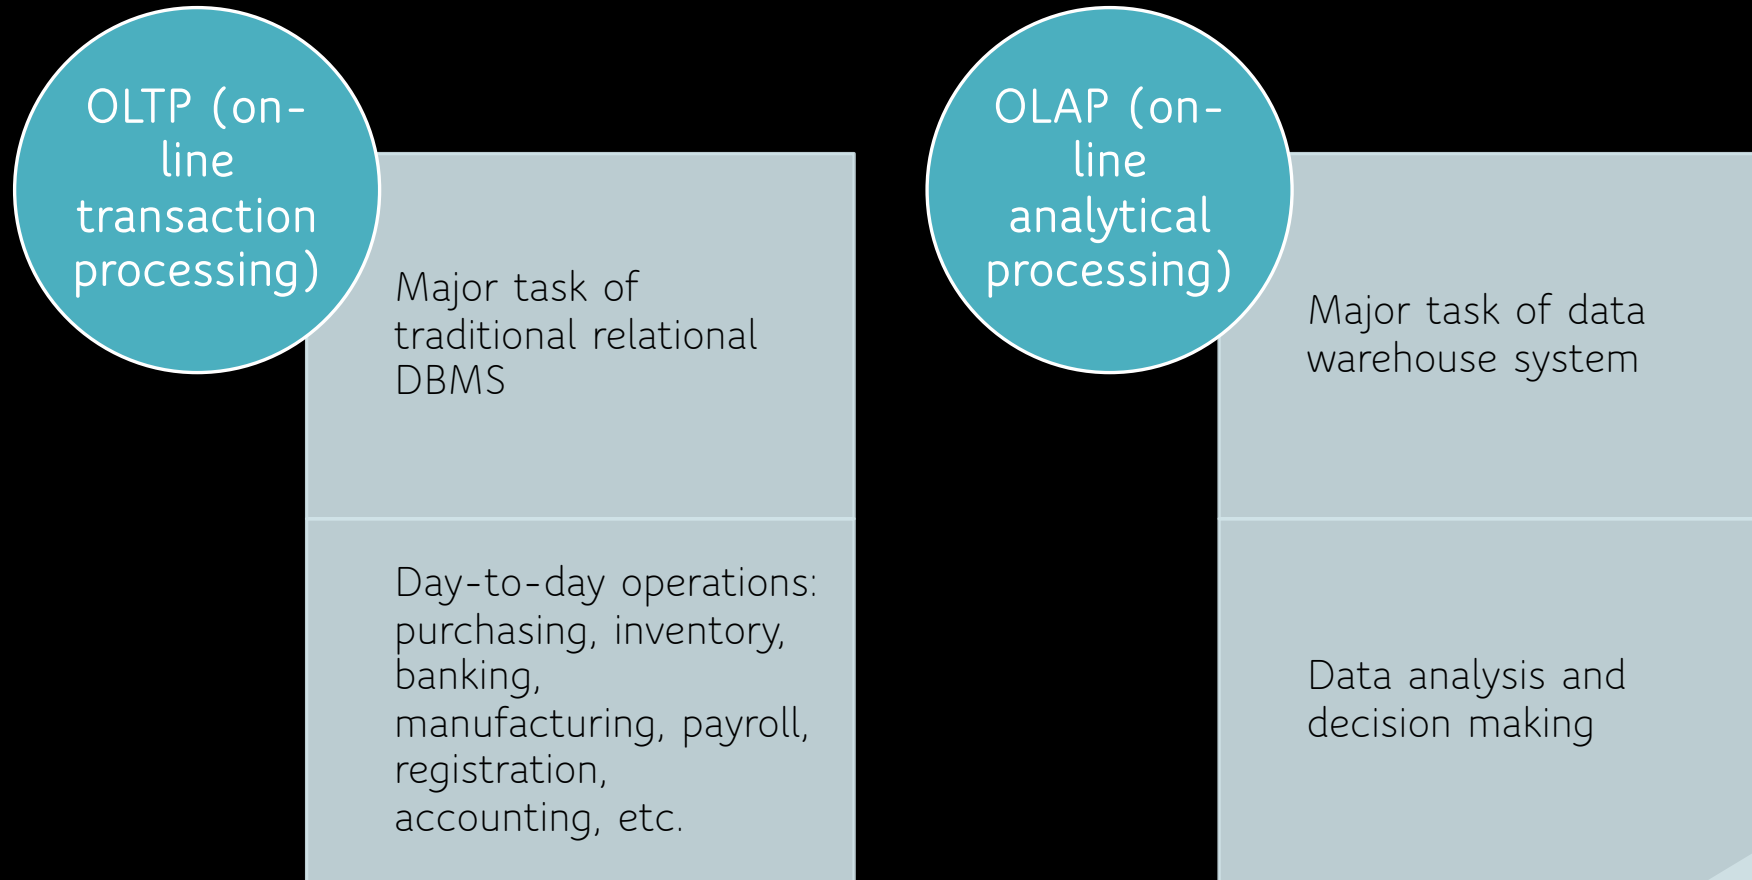 OLTP (on-
line
transaction
processing)
Major task of
traditional relational
DBMS
Day-to-day operations:
purchasing, inventory,
banking,
manufacturing, payroll,
registration,
accounting, etc.
OLAP (on-
line
analytical
processing)
Major task of data
warehouse system
Data analysis and
decision making